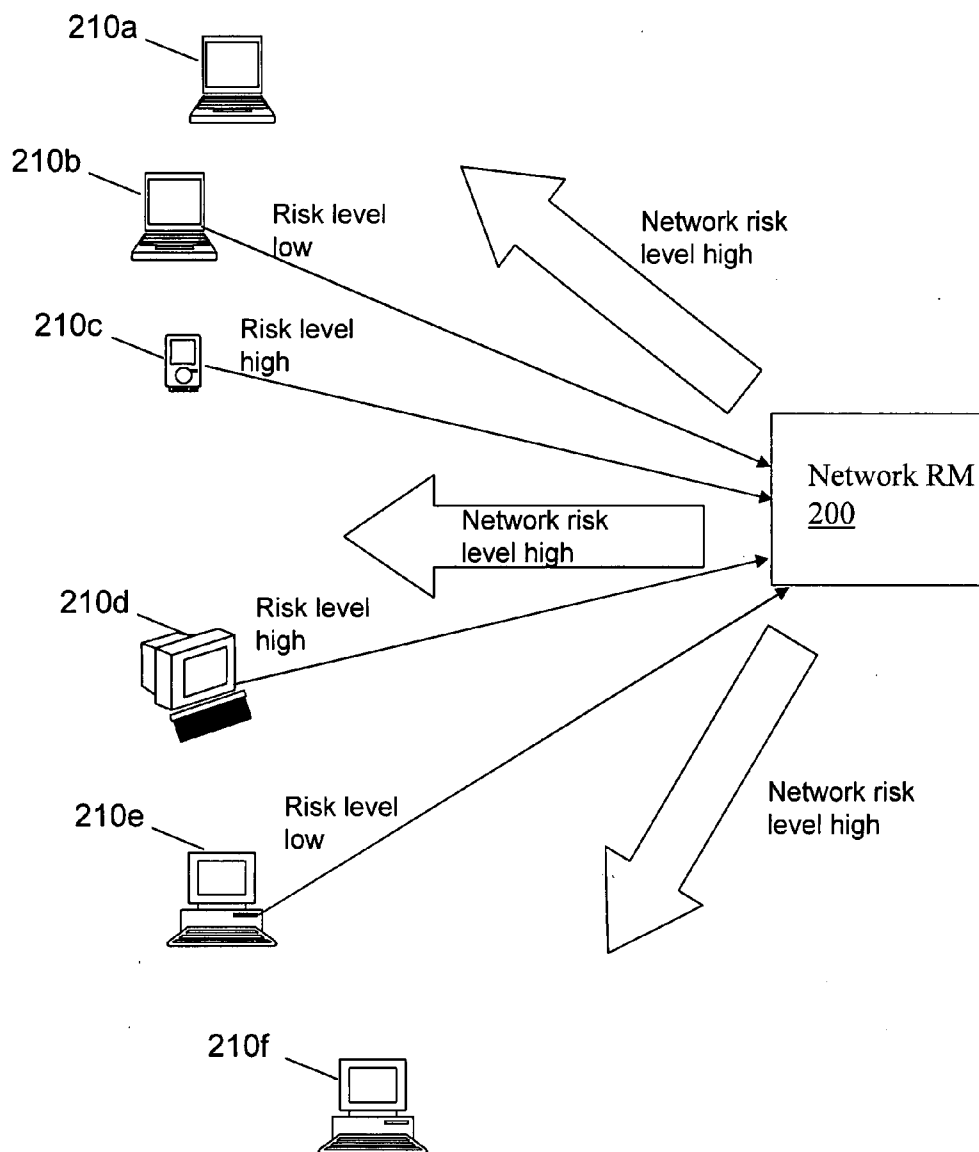 210a
210b
Risk level
low
Network risk
level high
210c
Risk level
high
Network RM
200
Network risk
level high
210d
Risk level
high
Network risk
level high
210e
Risk level
low
210f